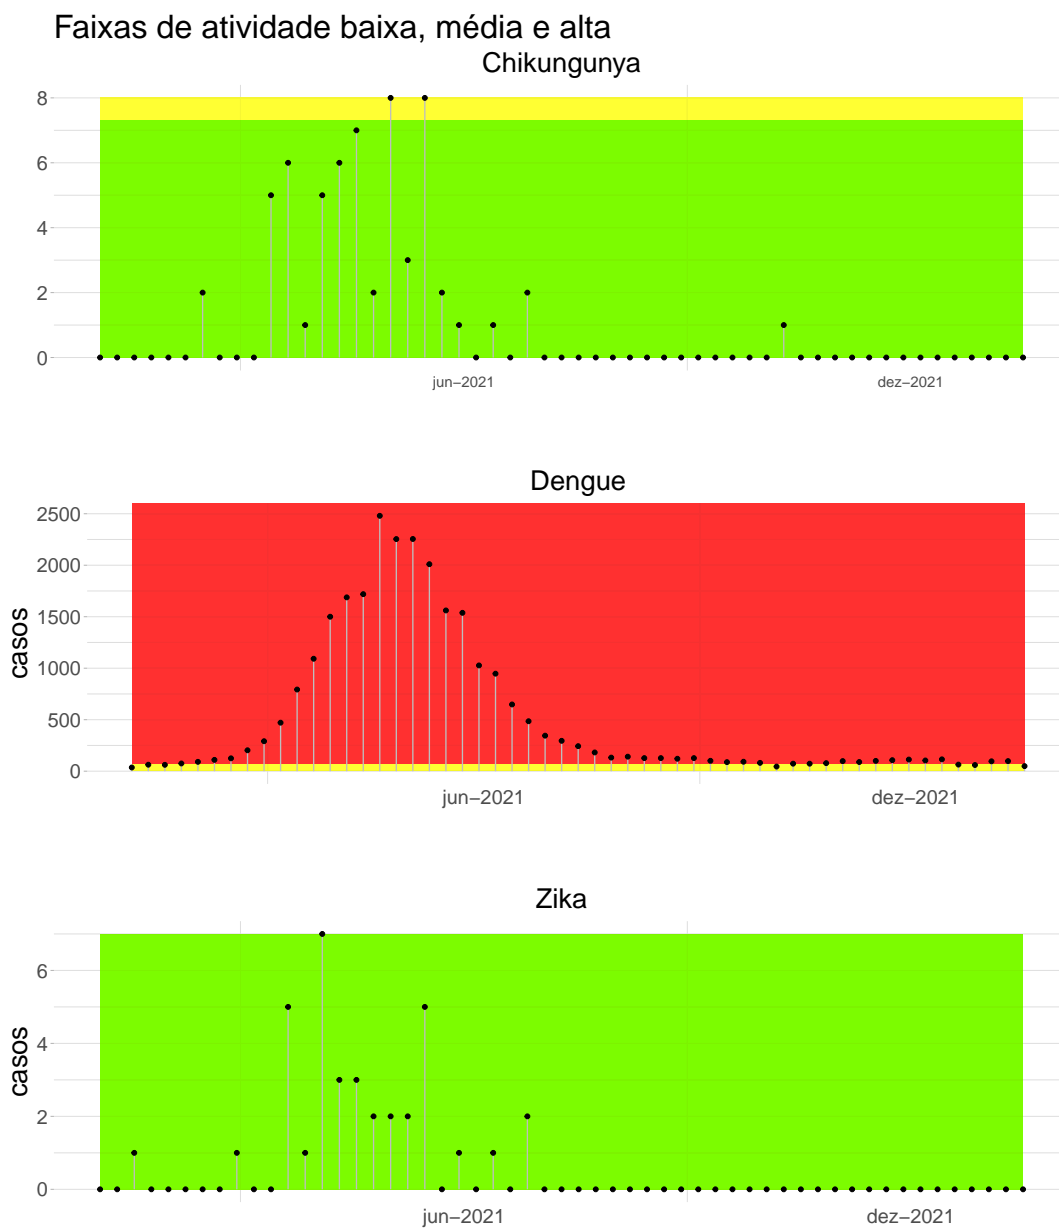 Faixas de atividade baixa, média e alta
Chikungunya
8
6
4
2
0
jun−2021 dez−2021
Dengue
casos
2500
2000
1500
1000
500
0
jun−2021 dez−2021
Zika
casos
6
4
2
0
jun−2021 dez−2021